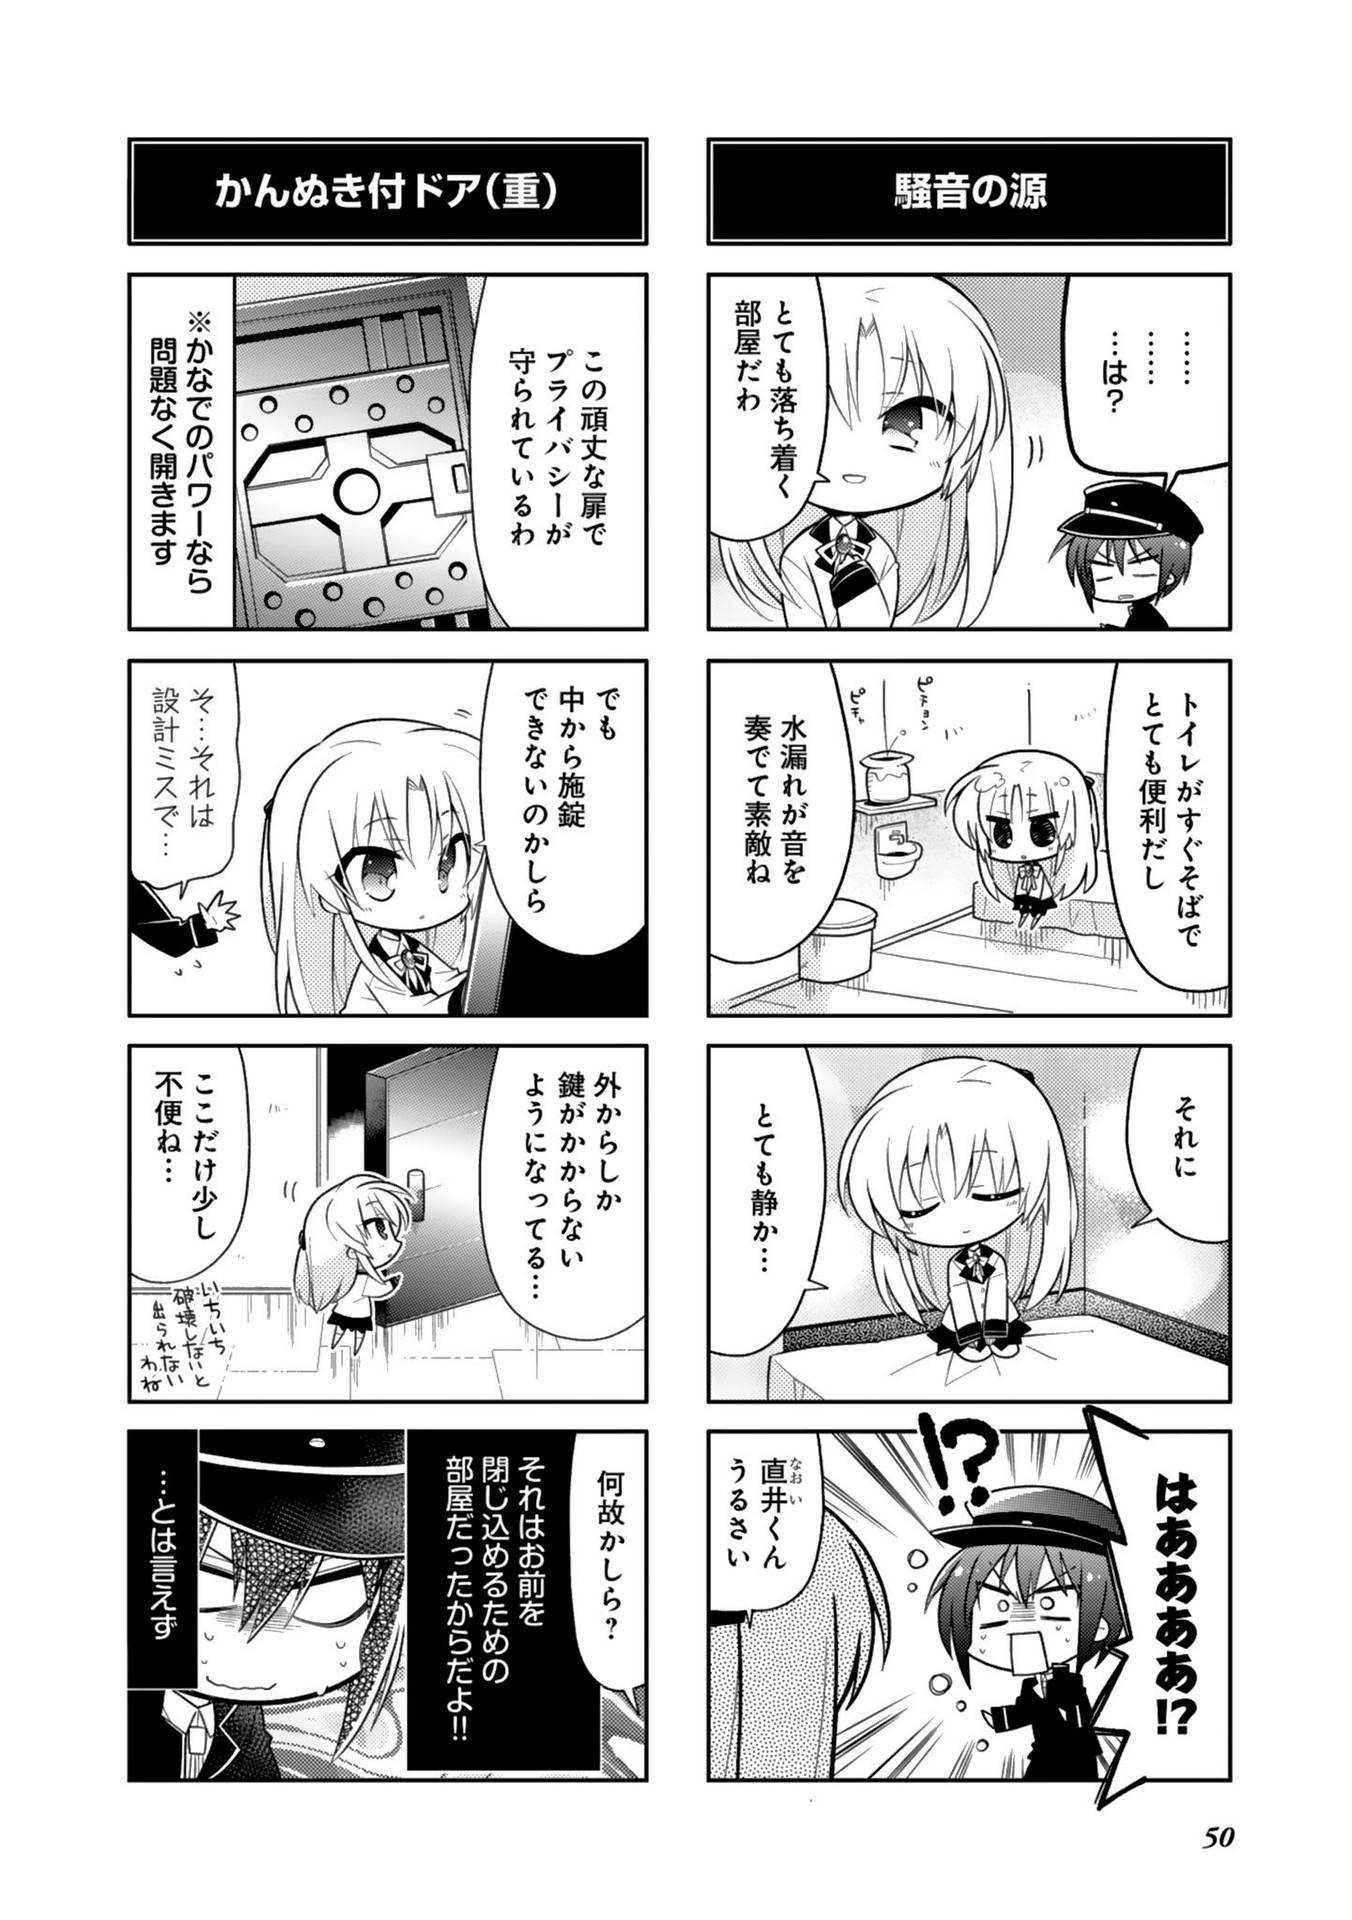 騒音の源
……
……
…は？
とても落ち着く
部屋だわ
トイレがすぐそばで
とても便利だし
ピチョン
ピチャ
水漏れが音を
奏でて素敵ね
それに
とても静か…
はああああ!?
!?
直井くん
なおい
うるさい
かんぬき付ドア（重）
この頑丈な扉で
プライバシーが
守られているわ
※かなでのパワーなら
問題なく開きます
でも
中から施錠
できないのかしら
そ…それは
設計ミスで…
外からしか
鍵がかからない
ようになってる…
ここだけ少し
不便ね…
いちいち
破壊しないと
出られない
わね
何故かしら？
それはお前を
閉じ込めるための
部屋だったからだよ!!
…とは言えず
50